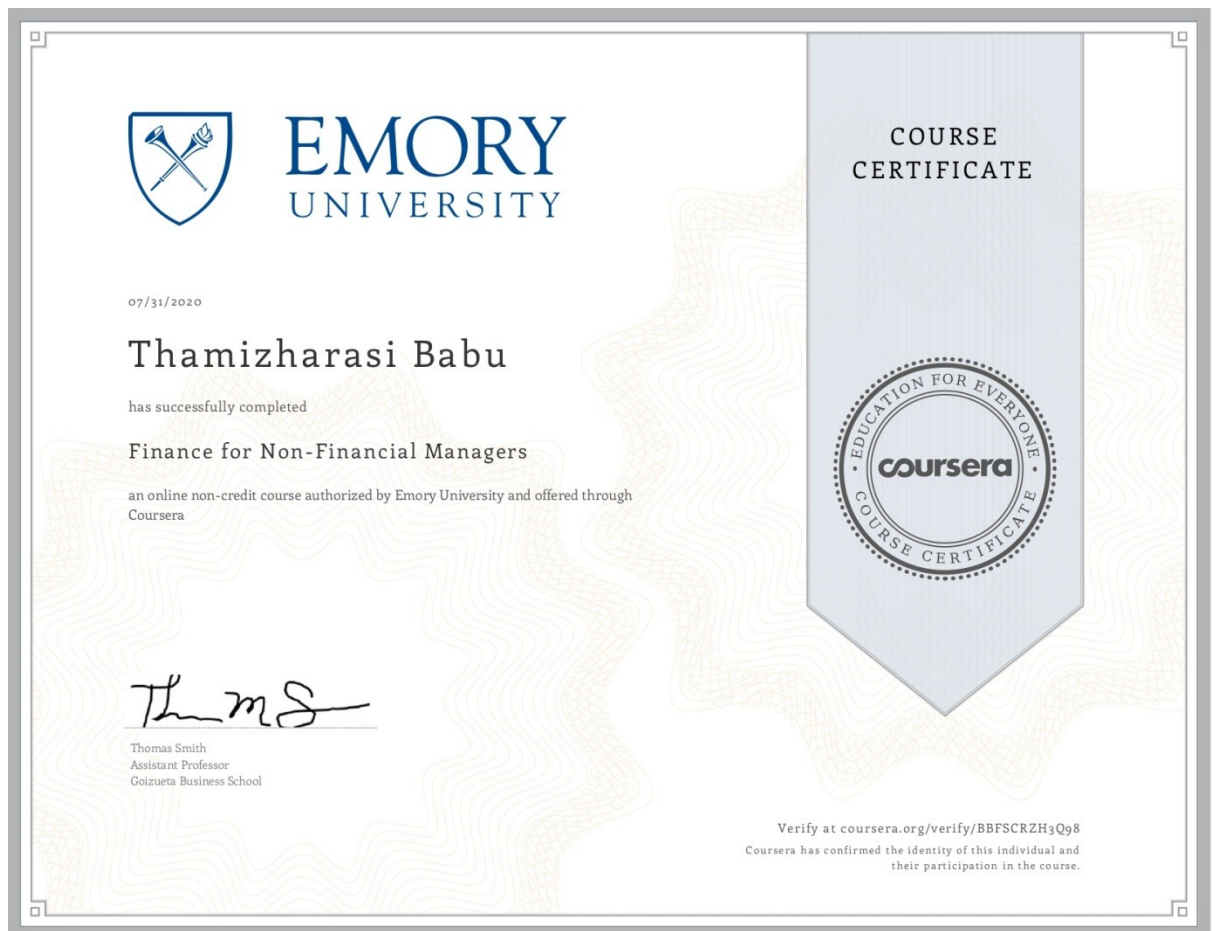 EMORY
UNIVERSITY
COURSE
CERTIFICATE
07/31/2020
Thamizharasi Babu
has successfully completed
Finance for Non-Financial Managers
an online non-credit course authorized by Emory University and offered through
Coursera
EDUCATION FOR EVERYONE
coursera
COURSE CERTIFICATE
Thomas Smith
Assistant Professor
Goizueta Business School
Verify at coursera.org/verify/BBFSCRZH3Q98
Coursera has confirmed the identity of this individual and
their participation in the course.